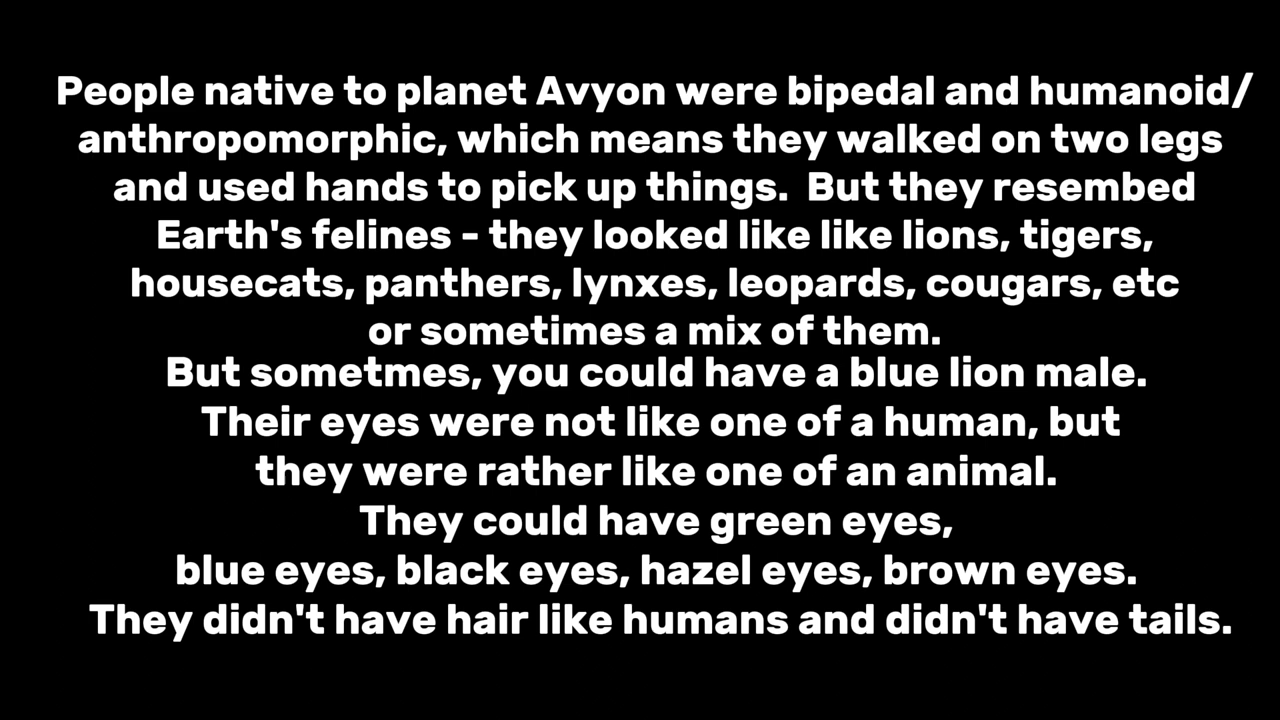 People native to planet Avyon were bipedal and humanoid/
anthropomorphic, which means they walked on two legs
and used hands to pick up things.  But they resembed
Earth's felines - they looked like like lions, tigers,
housecats, panthers, lynxes, leopards, cougars, etc
or sometimes a mix of them.
But sometmes, you could have a blue lion male.
Their eyes were not like one of a human, but
they were rather like one of an animal.
They could have green eyes,
blue eyes, black eyes, hazel eyes, brown eyes.
They didn't have hair like humans and didn't have tails.